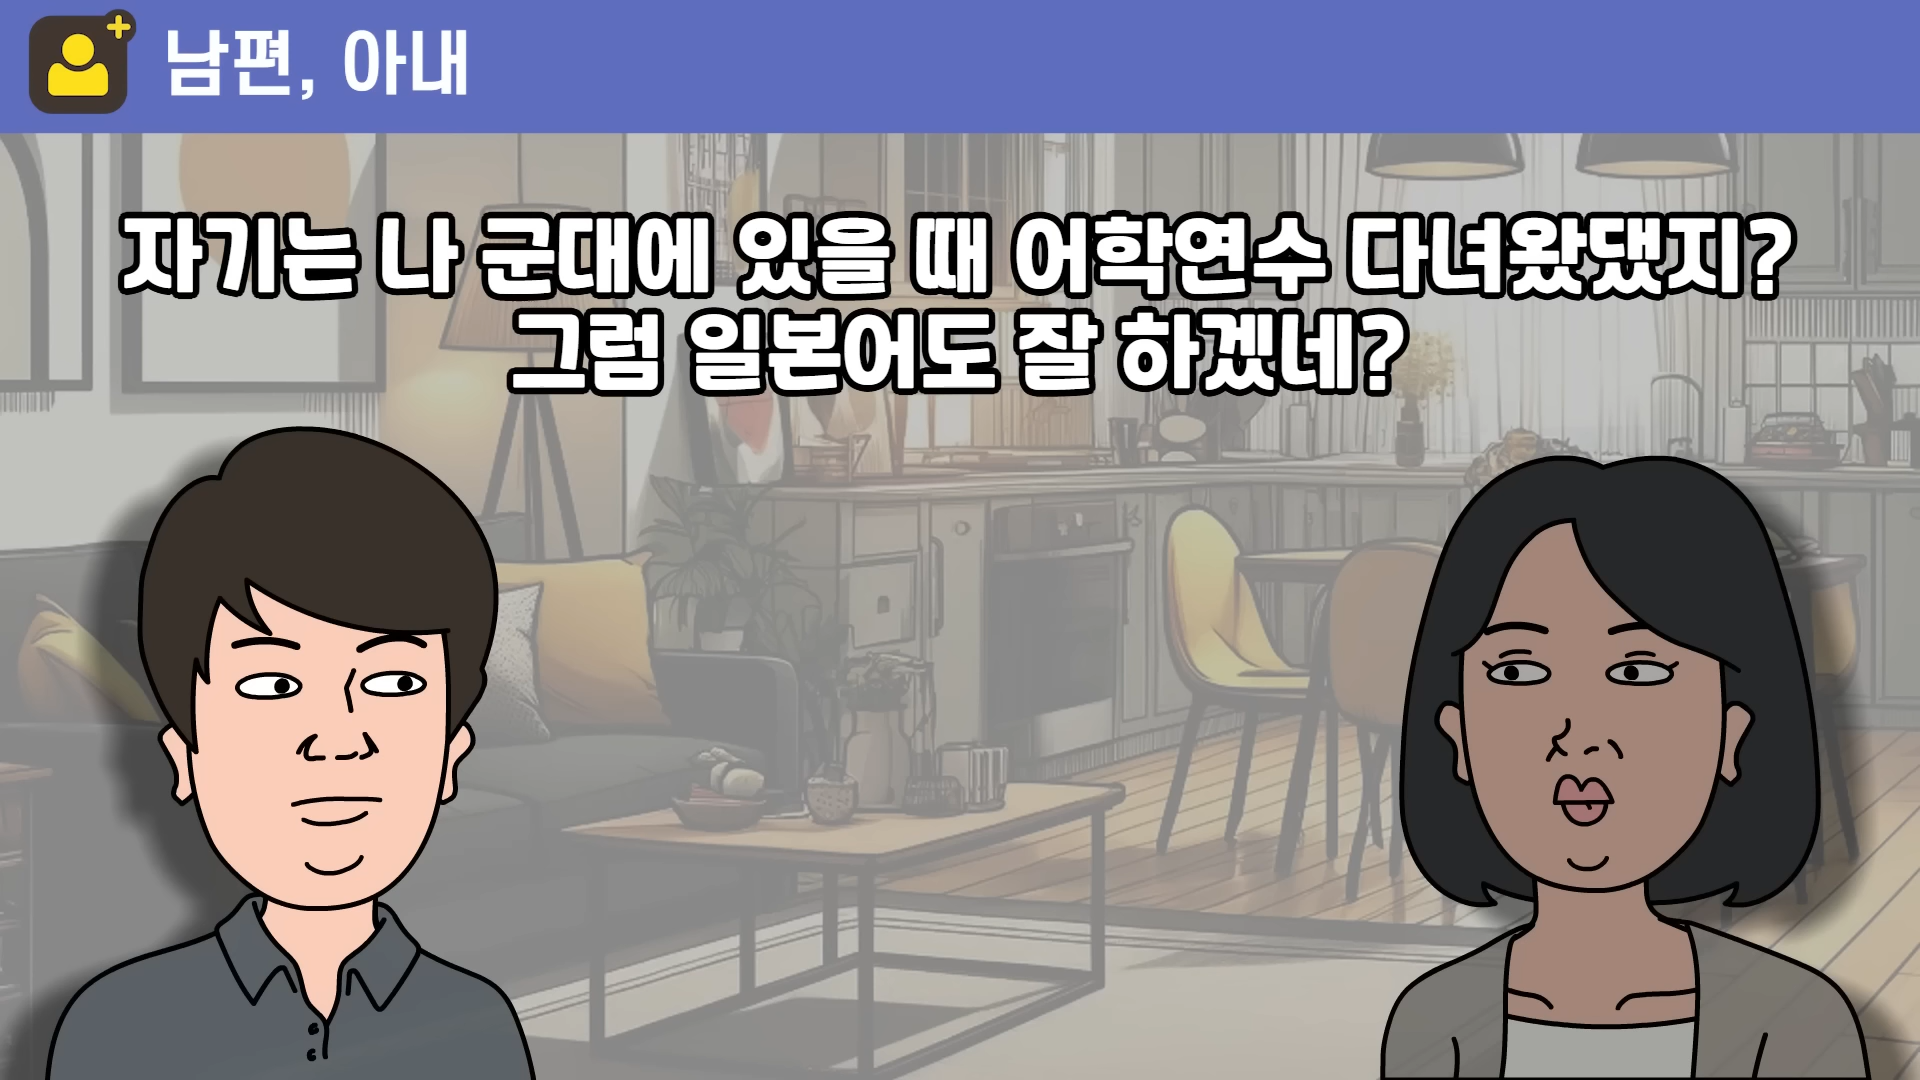 남편, 아내
자기는 나 군대에 있을 때 어학연수 다녀왔댔지?
그럼 일본어도 잘 하겠네?